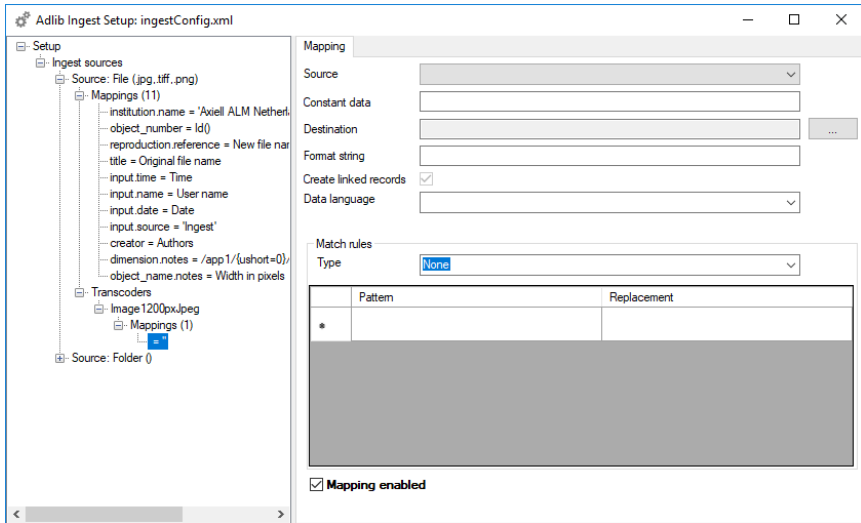 Adlib Ingest Setup: ingestConfig.xml
Setup
Ingest sources
Source: File (.jpg,.tiff,.png)
Mappings (11)
institution.name = 'Axiell ALM Netherl
object_number = Id()
reproduction.reference = New file nar
title = Original file name
input.time = Time
input.name = User name
input.date = Date
input.source = 'Ingest'
creator = Authors
dimension.notes = /app1/{ushort=0}/
object_name.notes = Width in pixels
Transcoders
Image1200pxJpeg
Mappings (1)
= ''
Source: Folder ()
Mapping
Source
Constant data
Destination
...
Format string
Create linked records
Data language
Match rules
Type
None
Pattern Replacement
*
Mapping enabled